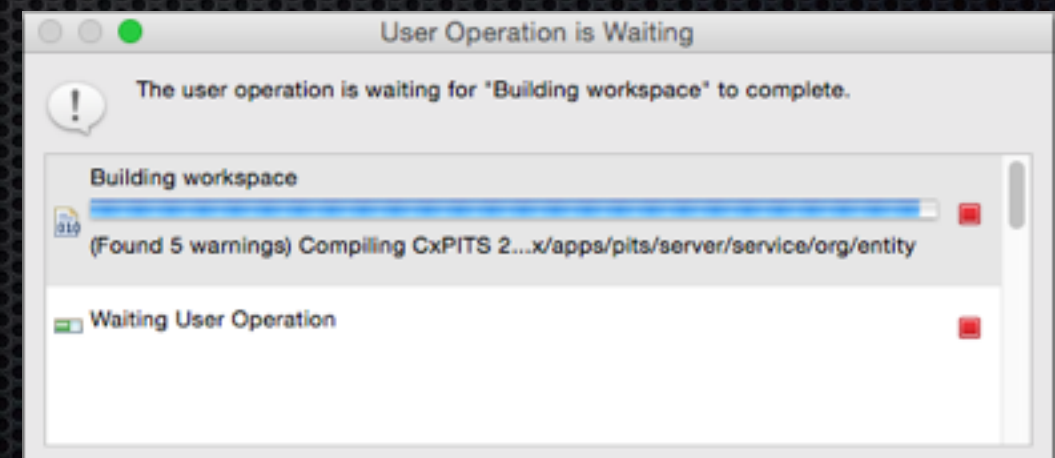 User Operation is Waiting
The user operation is waiting for "Building workspace" to complete.
Building workspace
(Found 5 warnings) Compiling CxPITS 2...x/apps/pits/server/service/org/entity
Waiting User Operation